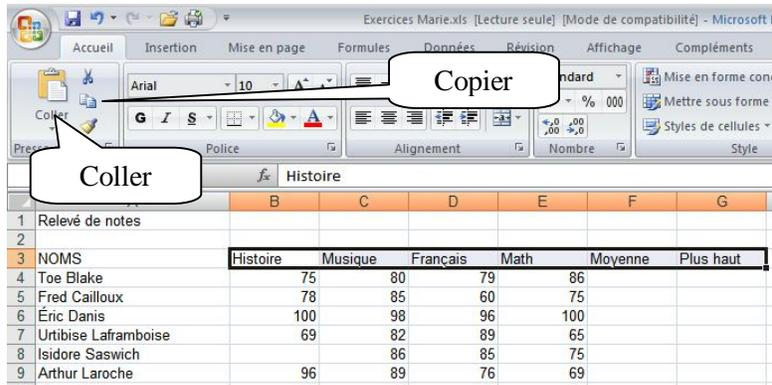 Exercices Marie.xls [Lecture seule] [Mode de compatibilité] - Microsoft
Accueil Insertion Mise en page Formules Données Révision Affichage Compléments
Coller Arial 10 Copier % 000 Mise en forme
G I S A Mettre sous forme
Styles de cellules
Police Alignement Nombre Style
Coller fx Histoire
B C D E F G
1 Relevé de notes
2
3 NOMS Histoire Musique Français Math Moyenne Plus haut
4 Toe Blake 75 80 79 86
5 Fred Cailloux 78 85 60 75
6 Éric Danis 100 98 96 100
7 Urtibise Laframboise 69 82 89 65
8 Isidore Saswich 86 85 75
9 Arthur Laroche 96 89 76 69